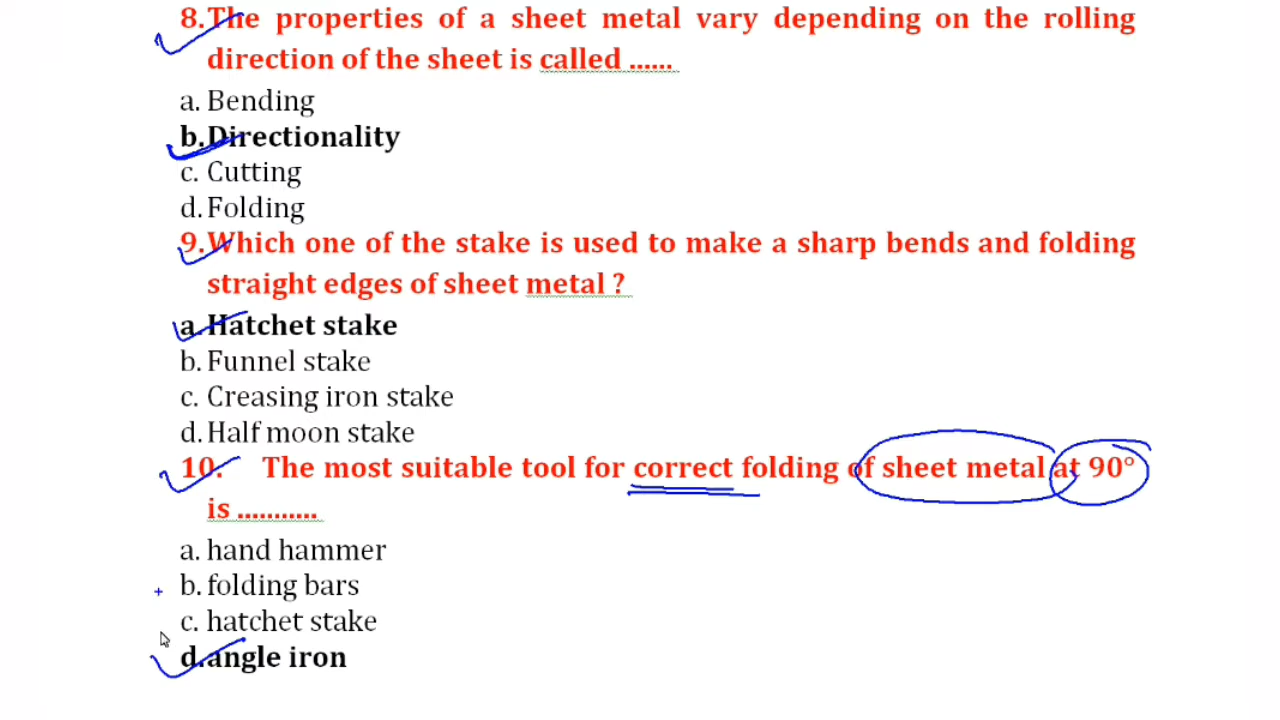 8.The properties of a sheet metal vary depending on the rolling
direction of the sheet is called ......
a. Bending
b.Directionality
c. Cutting
d.Folding
9.Which one of the stake is used to make a sharp bends and folding
straight edges of sheet metal ?
a.Hatchet stake
b.Funnel stake
c. Creasing iron stake
d.Half moon stake
10. The most suitable tool for correct folding of sheet metal at 90°
is ...........
a. hand hammer
b. folding bars
c. hatchet stake
d.angle iron